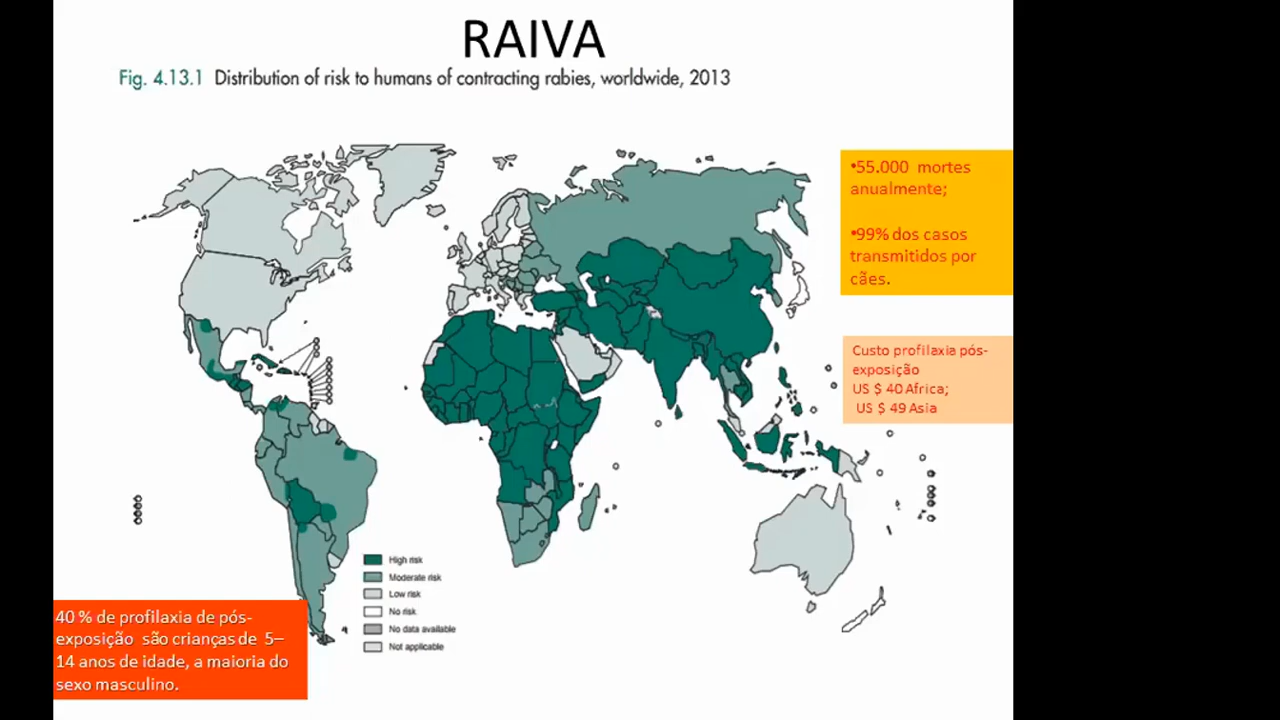 RAIVA
Fig. 4.13.1 Distribution of risk to humans of contracting rabies, worldwide, 2013
•55.000 mortes
anualmente;
•99% dos casos
transmitidos por
cães.
Custo profilaxia pós-
exposição
US $ 40 Africa;
US $ 49 Asia
High risk
Moderate risk
Low risk
No risk
No data available
Not applicable
40 % de profilaxia de pós-
exposição são crianças de 5–
14 anos de idade, a maioria do
sexo masculino.